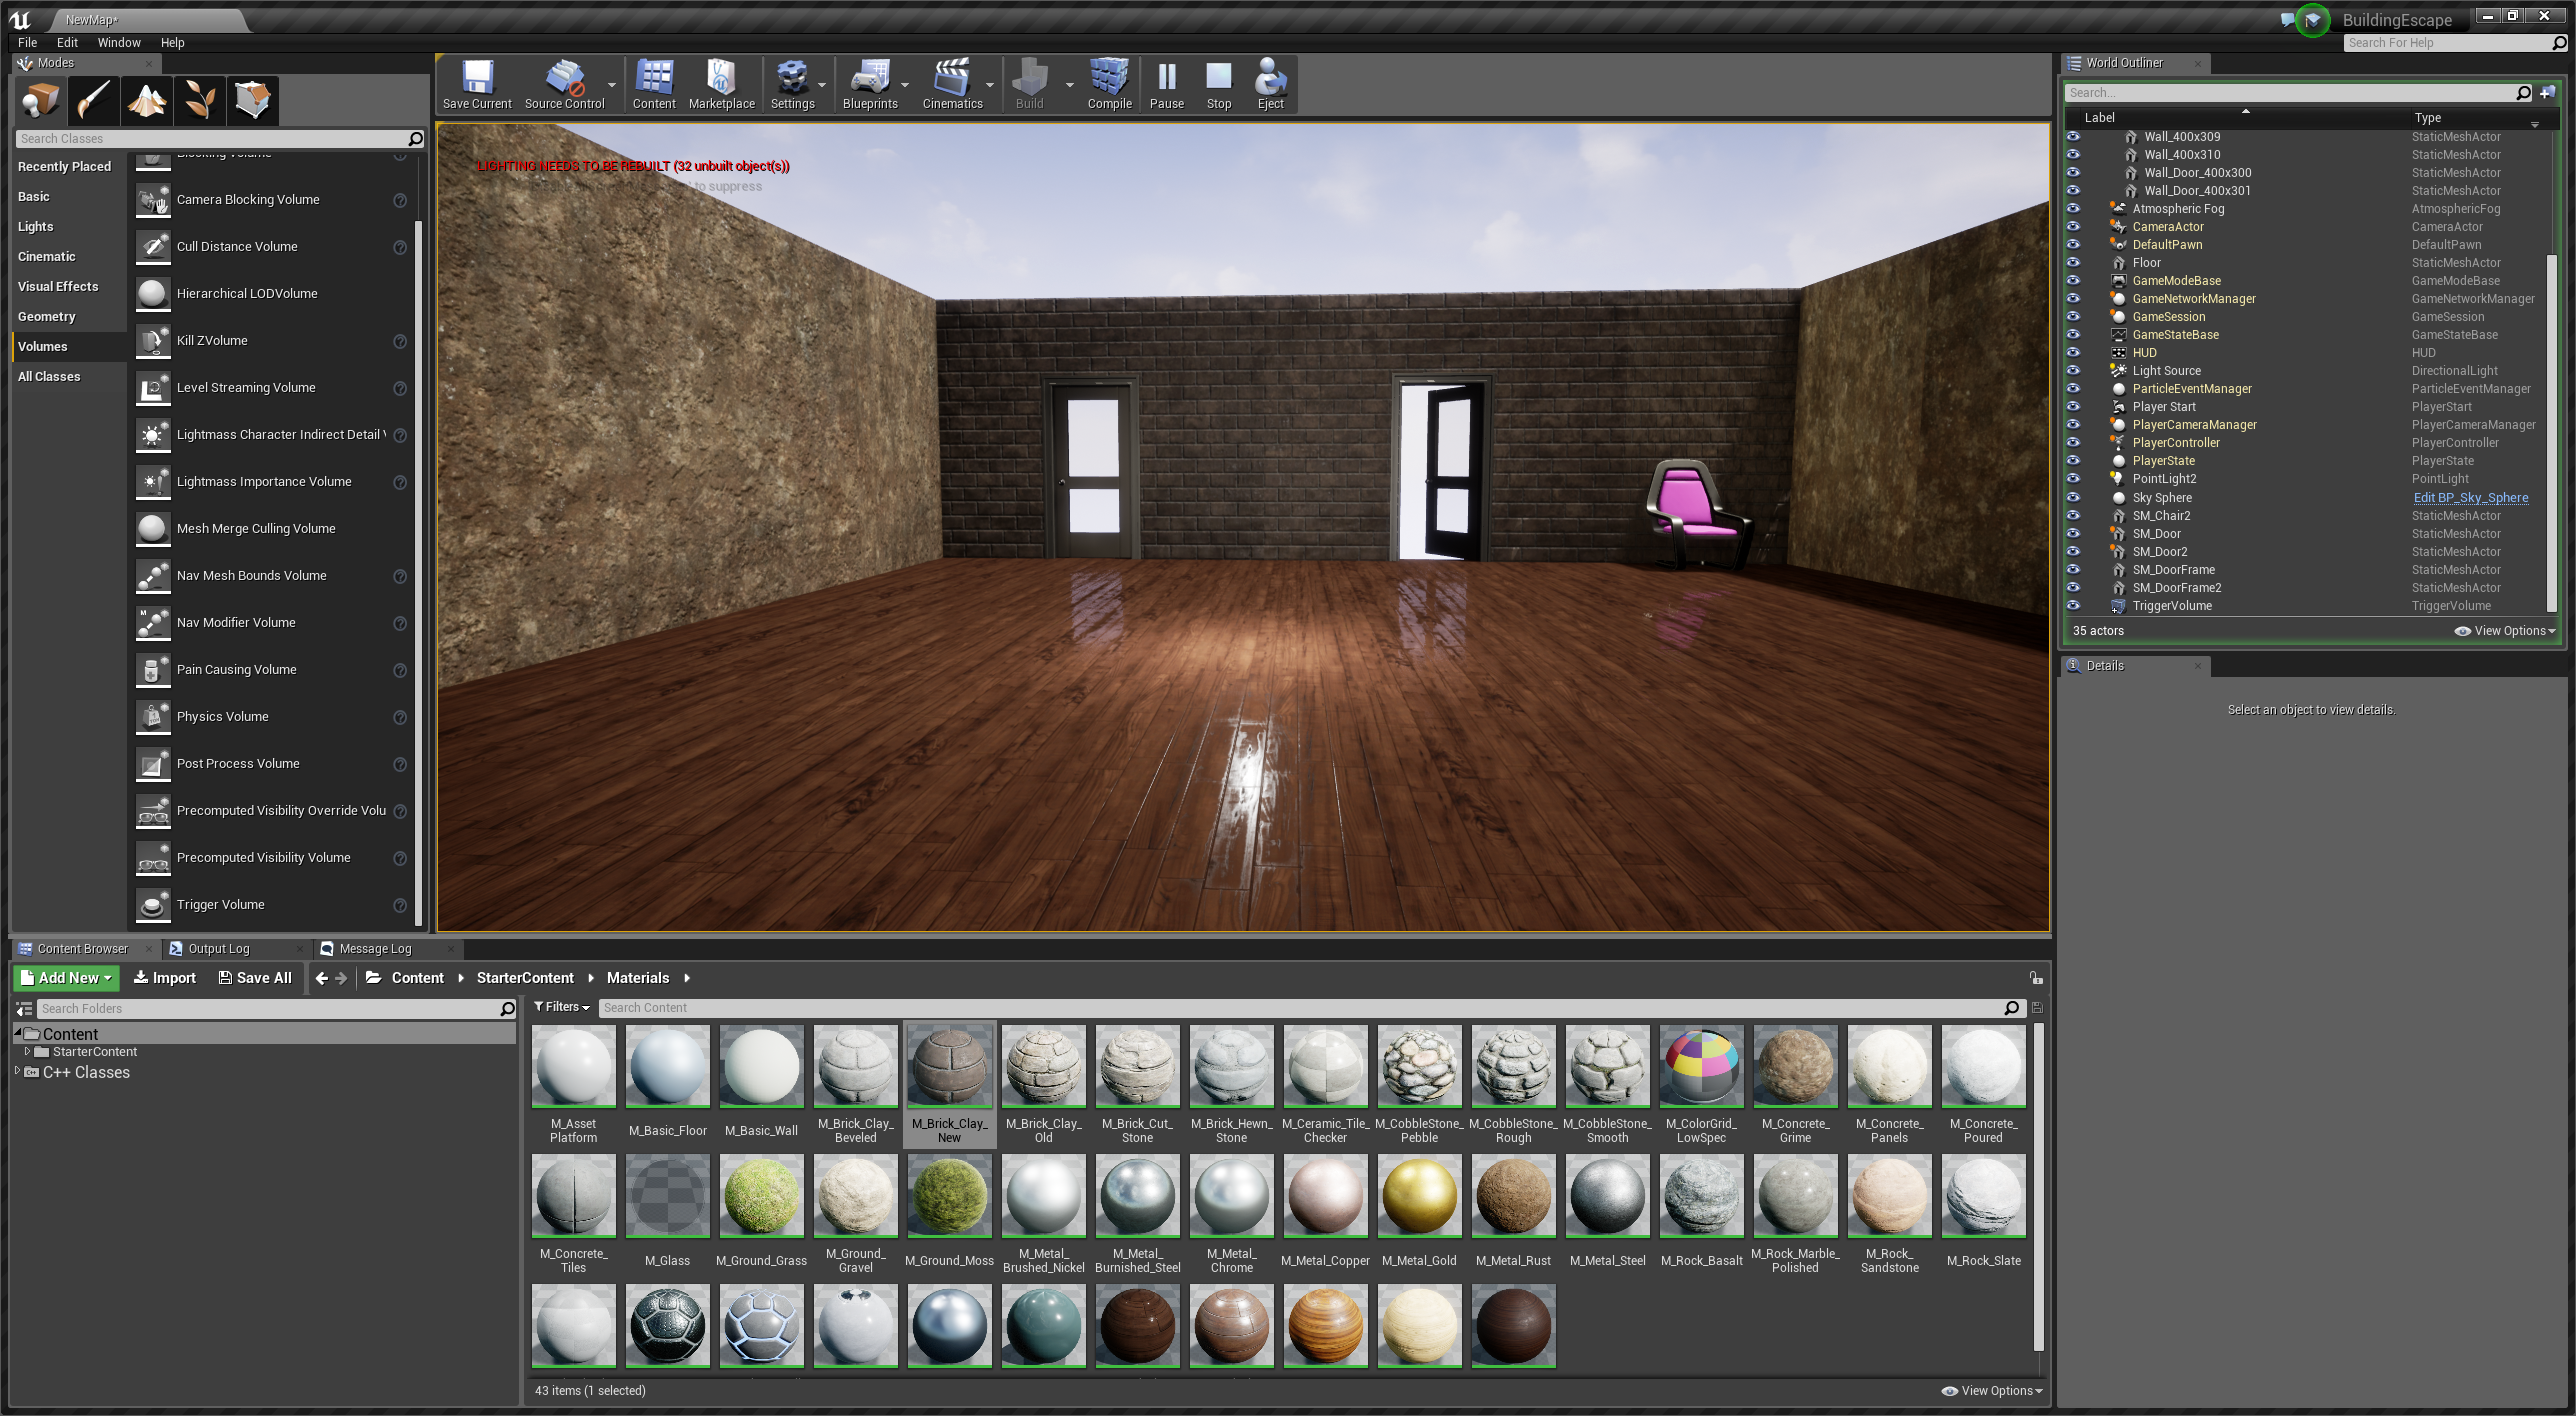 NewMap*
BuildingEscape
File Edit Window Help
Search For Help
Modes
Search Classes
Recently Placed
Basic
Lights
Cinematic
Visual Effects
Geometry
Volumes
All Classes
Blocking Volume
Camera Blocking Volume
Cull Distance Volume
Hierarchical LODVolume
Kill ZVolume
Level Streaming Volume
Lightmass Character Indirect Detail V
Lightmass Importance Volume
Mesh Merge Culling Volume
Nav Mesh Bounds Volume
Nav Modifier Volume
Pain Causing Volume
Physics Volume
Post Process Volume
Precomputed Visibility Override Volu
Precomputed Visibility Volume
Trigger Volume
Save Current Source Control Content Marketplace Settings Blueprints Cinematics Build Compile Pause Stop Eject
LIGHTING NEEDS TO BE REBUILT (32 unbuilt object(s))
to suppress
World Outliner
Search...
Label Type
Wall_400x309 StaticMeshActor
Wall_400x310 StaticMeshActor
Wall_Door_400x300 StaticMeshActor
Wall_Door_400x301 StaticMeshActor
Atmospheric Fog AtmosphericFog
CameraActor CameraActor
DefaultPawn DefaultPawn
Floor StaticMeshActor
GameModeBase GameModeBase
GameNetworkManager GameNetworkManager
GameSession GameSession
GameStateBase GameStateBase
HUD HUD
Light Source DirectionalLight
ParticleEventManager ParticleEventManager
Player Start PlayerStart
PlayerCameraManager PlayerCameraManager
PlayerController PlayerController
PlayerState PlayerState
PointLight2 PointLight
Sky Sphere Edit BP_Sky_Sphere
SM_Chair2 StaticMeshActor
SM_Door StaticMeshActor
SM_Door2 StaticMeshActor
SM_DoorFrame StaticMeshActor
SM_DoorFrame2 StaticMeshActor
TriggerVolume TriggerVolume
35 actors View Options
Details
Select an object to view details.
Content Browser Output Log Message Log
Add New Import Save All Content StarterContent Materials
Search Folders
Content
StarterContent
C++ Classes
Filters Search Content
M_Asset Platform
M_Basic_Floor
M_Basic_Wall
M_Brick_Clay_Beveled
M_Brick_Clay_New
M_Brick_Clay_Old
M_Brick_Cut_Stone
M_Brick_Hewn_Stone
M_Ceramic_Tile_Checker
M_CobbleStone_Pebble
M_CobbleStone_Rough
M_CobbleStone_Smooth
M_ColorGrid_LowSpec
M_Concrete_Grime
M_Concrete_Panels
M_Concrete_Poured
M_Concrete_Tiles
M_Glass
M_Ground_Grass
M_Ground_Gravel
M_Ground_Moss
M_Metal_Brushed_Nickel
M_Metal_Burnished_Steel
M_Metal_Chrome
M_Metal_Copper
M_Metal_Gold
M_Metal_Rust
M_Metal_Steel
M_Rock_Basalt
M_Rock_Marble_Polished
M_Rock_Sandstone
M_Rock_Slate
43 items (1 selected) View Options